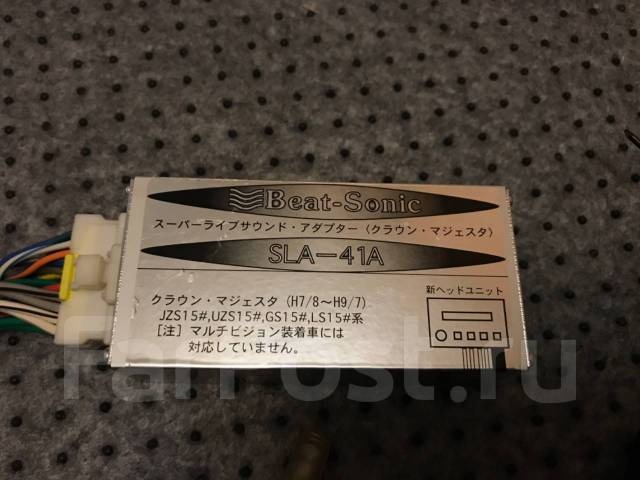 Beat-Sonic
スーパーライブサウンド・アダプター〈クラウン・マジェスタ〉
SLA-41A
クラウン・マジェスタ (H7/8～H9/7)
JZS15#,UZS15#,GS15#,LS15#系
[注] マルチビジョン装着車には
対応していません。
新ヘッドユニット
FarPost.ru